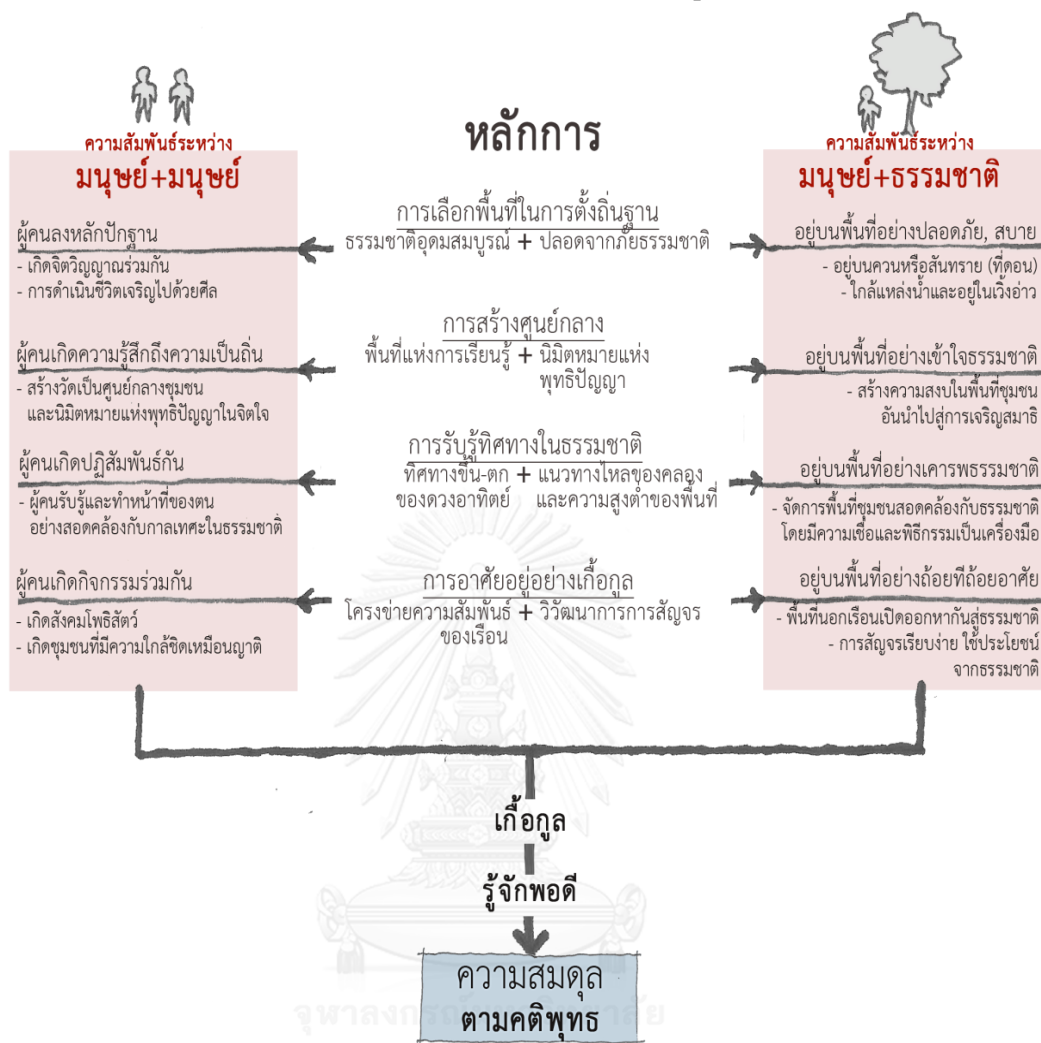 ความสัมพันธ์ระหว่าง
มนุษย์+มนุษย์
ผู้คนลงหลักปักฐาน
- เกิดจิตวิญญาณร่วมกัน
- การดำเนินชีวิตเจริญไปด้วยศีล
ผู้คนเกิดความรู้สึกถึงความเป็นถิ่น
- สร้างวัดเป็นศูนย์กลางชุมชน
และนิมิตหมายแห่งพุทธิปัญญาในจิตใจ
ผู้คนเกิดปฏิสัมพันธ์กัน
- ผู้คนรับรู้และทำหน้าที่ของตน
อย่างสอดคล้องกับกาลเทศะในธรรมชาติ
ผู้คนเกิดกิจกรรมร่วมกัน
- เกิดสังคมโพธิสัตว์
- เกิดชุมชนที่มีความใกล้ชิดเหมือนญาติ
หลักการ
การเลือกพื้นที่ในการตั้งถิ่นฐาน
ธรรมชาติอุดมสมบูรณ์ + ปลอดจากภัยธรรมชาติ
การสร้างศูนย์กลาง
พื้นที่แห่งการเรียนรู้ + นิมิตหมายแห่ง
พุทธิปัญญา
การรับรู้ทิศทางในธรรมชาติ
ทิศทางขึ้น-ตก + แนวทางไหลของคลอง
ของดวงอาทิตย์ และความสูงต่ำของพื้นที่
การอาศัยอยู่อย่างเกื้อกูล
โครงข่ายความสัมพันธ์ + วิวัฒนาการการสัญจร
ของเรือน
ความสัมพันธ์ระหว่าง
มนุษย์+ธรรมชาติ
อยู่บนพื้นที่อย่างปลอดภัย, สบาย
- อยู่บนควนหรือสันทราย (ที่ดอน)
- ใกล้แหล่งน้ำและอยู่ในเวิ้งอ่าว
อยู่บนพื้นที่อย่างเข้าใจธรรมชาติ
- สร้างความสงบในพื้นที่ชุมชน
อันนำไปสู่การเจริญสมาธิ
อยู่บนพื้นที่อย่างเคารพธรรมชาติ
- จัดการพื้นที่ชุมชนสอดคล้องกับธรรมชาติ
โดยมีความเชื่อและพิธีกรรมเป็นเครื่องมือ
อยู่บนพื้นที่อย่างถ้อยทีถ้อยอาศัย
- พื้นที่นอกเรือนเปิดออกหากันสู่ธรรมชาติ
- การสัญจรเรียบง่าย ใช้ประโยชน์
จากธรรมชาติ
เกื้อกูล
รู้จักพอดี
ความสมดุล
ตามคติพุทธ
จุฬาลงกรณ์มหาวิทยาลัย